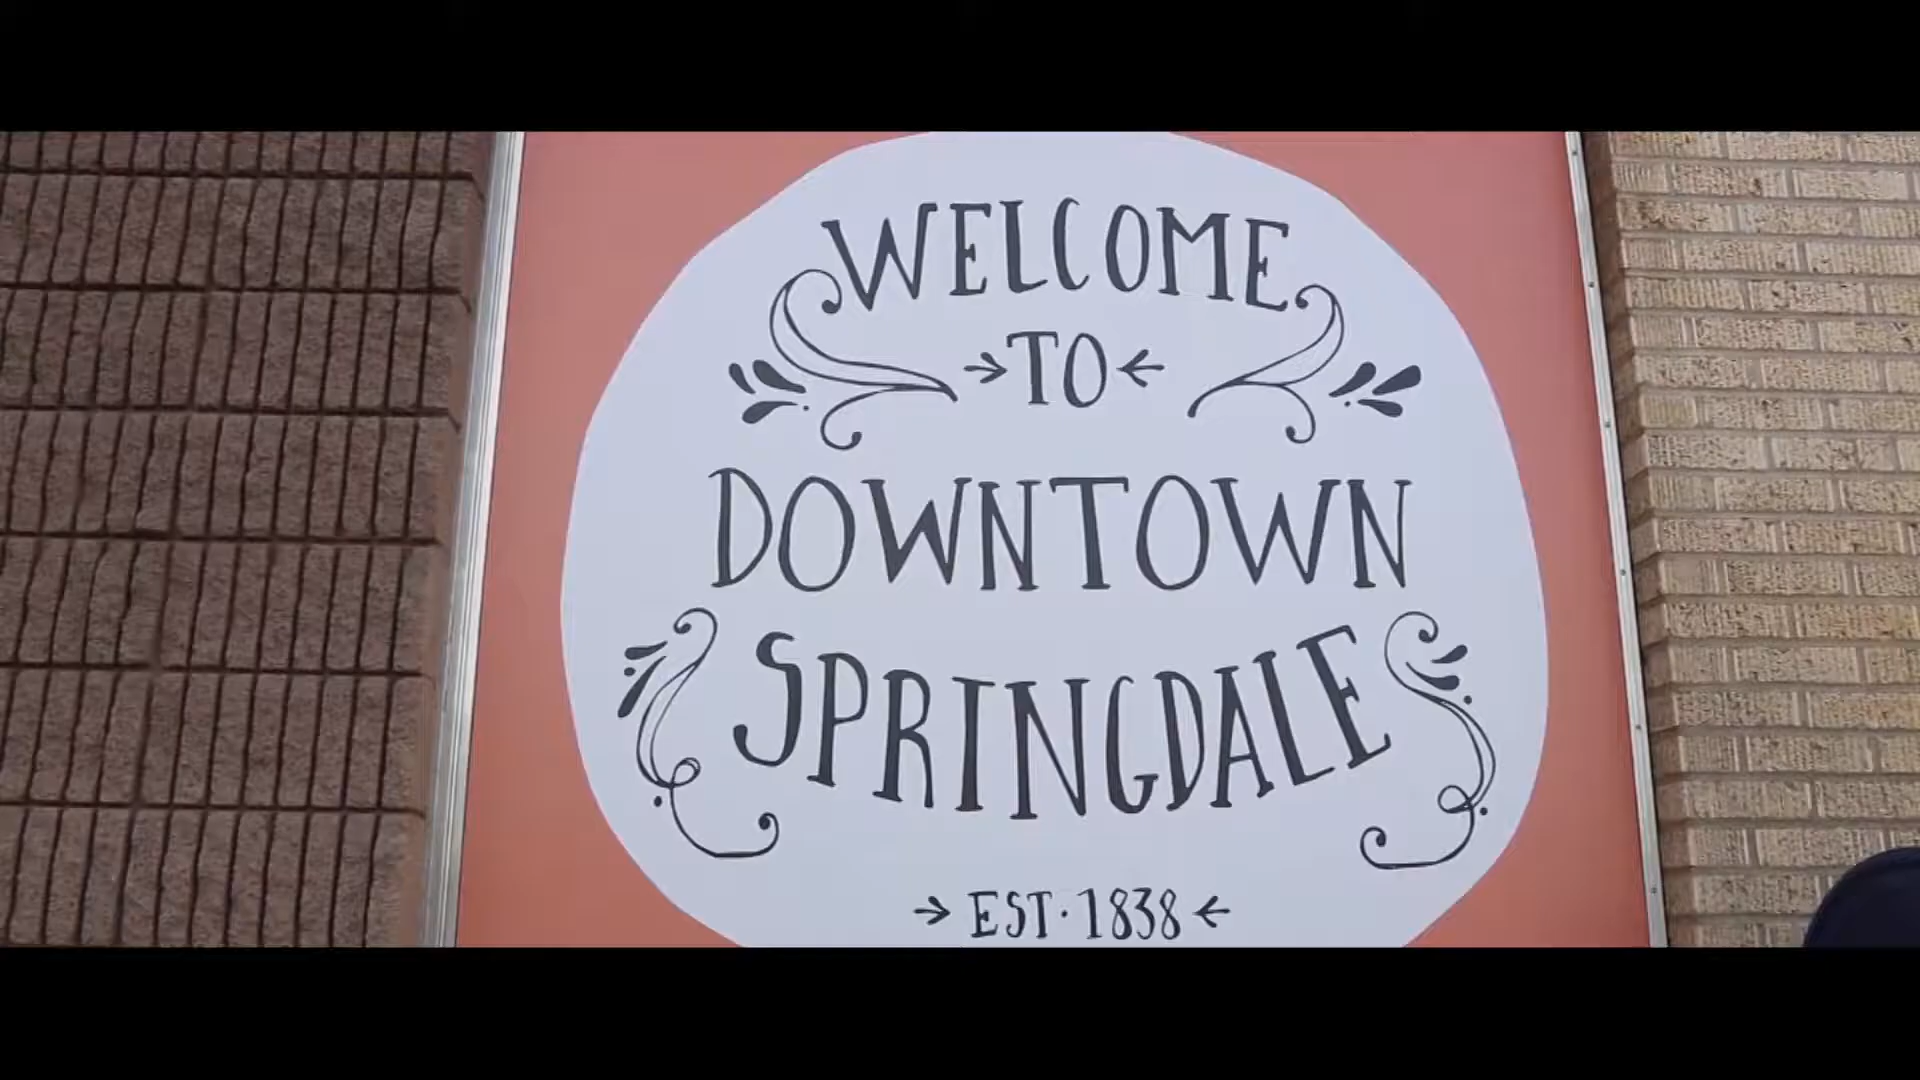 WELCOME
→TO←
DOWNTOWN
SPRINGDALE
→ EST·1838 ←